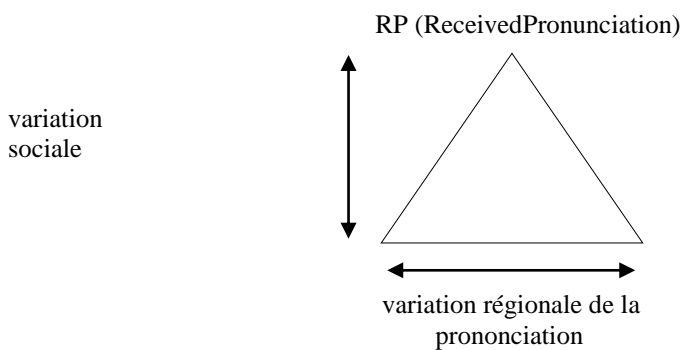 RP (ReceivedPronunciation)
variation
sociale
variation régionale de la
prononciation